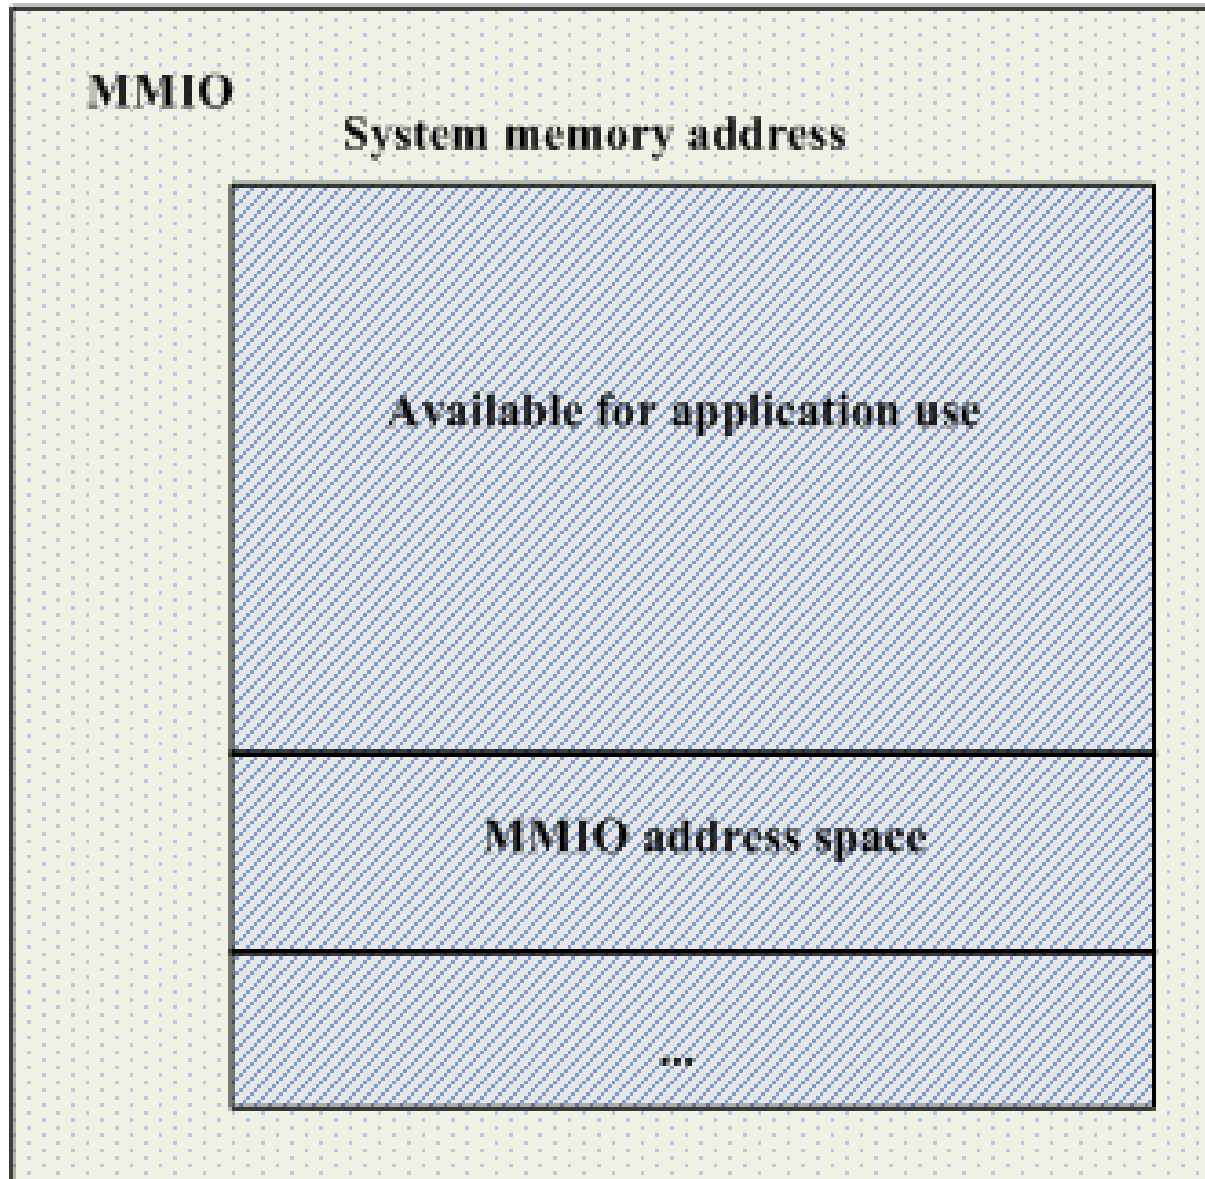 MMIO
System memory address
Available for application use
MMIO address space
...